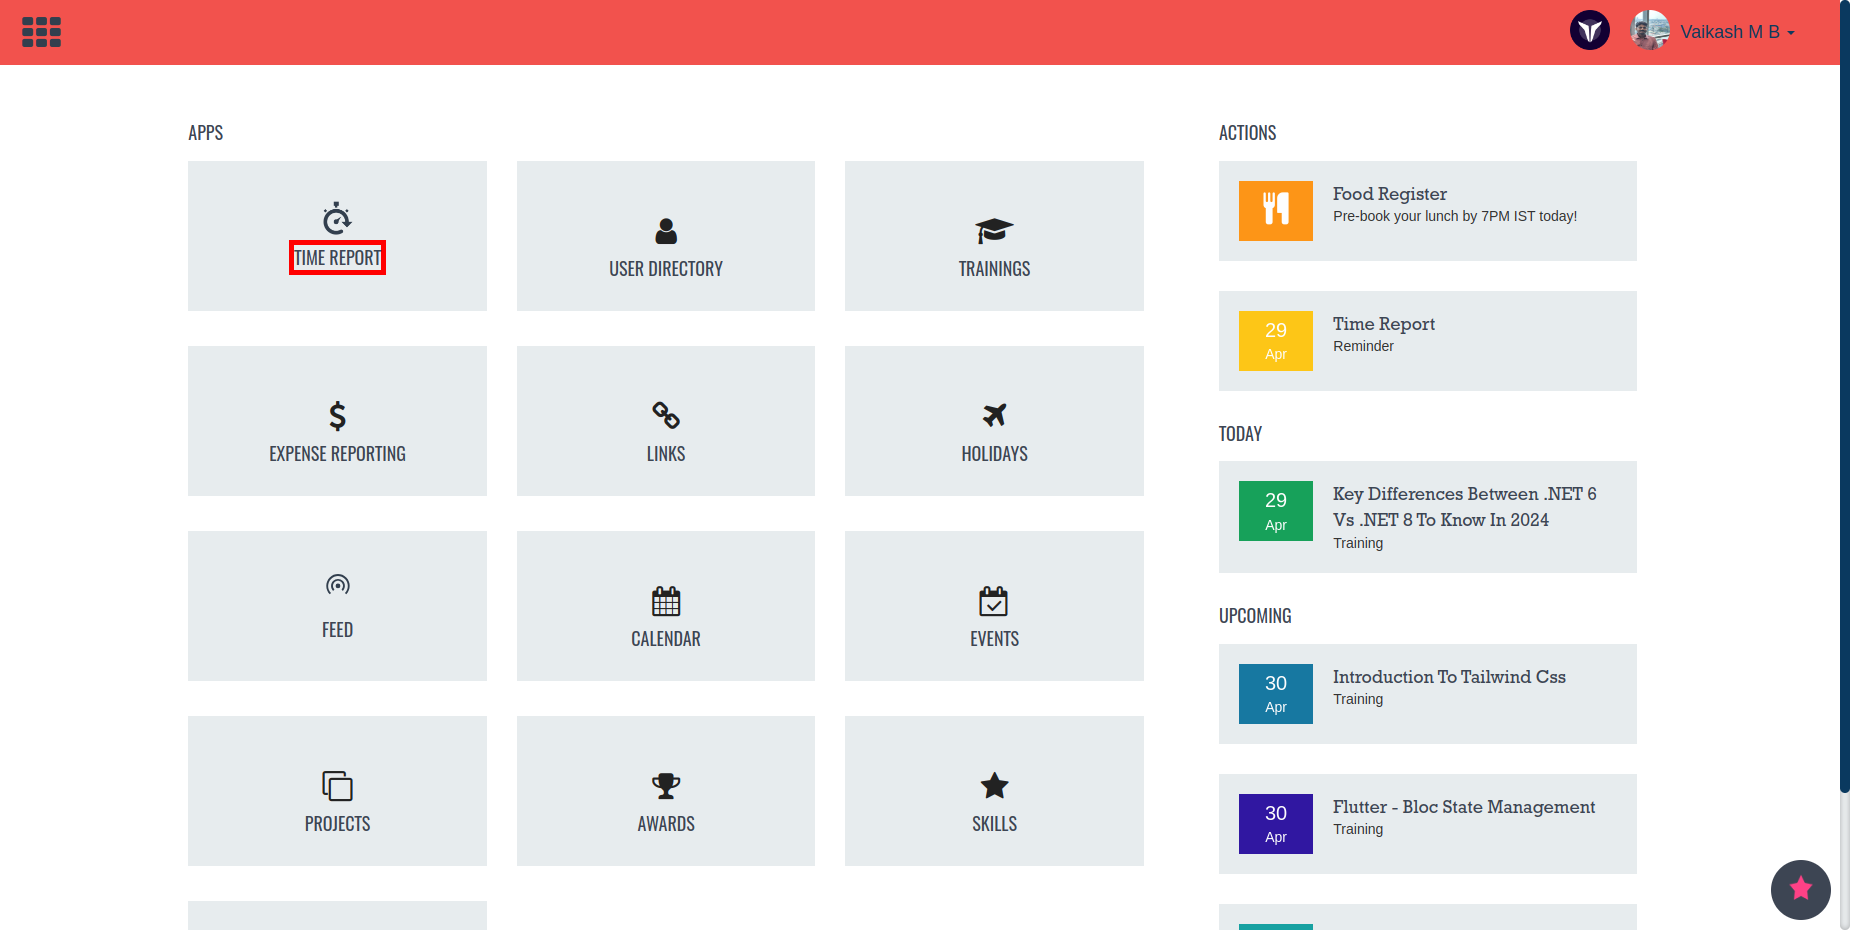 Vaikash M B
APPS
TIME REPORT
USER DIRECTORY
TRAININGS
EXPENSE REPORTING
LINKS
HOLIDAYS
FEED
CALENDAR
EVENTS
PROJECTS
AWARDS
SKILLS
ACTIONS
Food Register
Pre-book your lunch by 7PM IST today!
29
Apr
Time Report
Reminder
TODAY
29
Apr
Key Differences Between .NET 6
Vs .NET 8 To Know In 2024
Training
UPCOMING
30
Apr
Introduction To Tailwind Css
Training
30
Apr
Flutter - Bloc State Management
Training